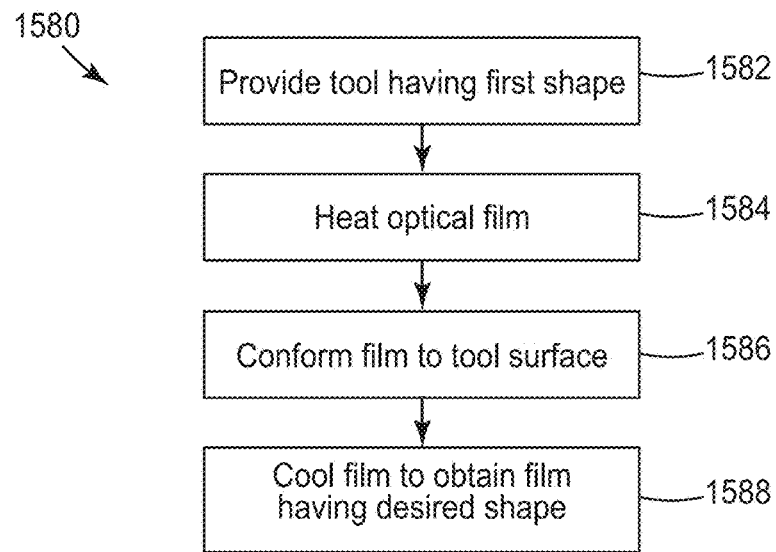 1580
Provide tool having first shape
1582
Heat optical film
1584
Conform film to tool surface
1586
Cool film to obtain film
having desired shape
1588